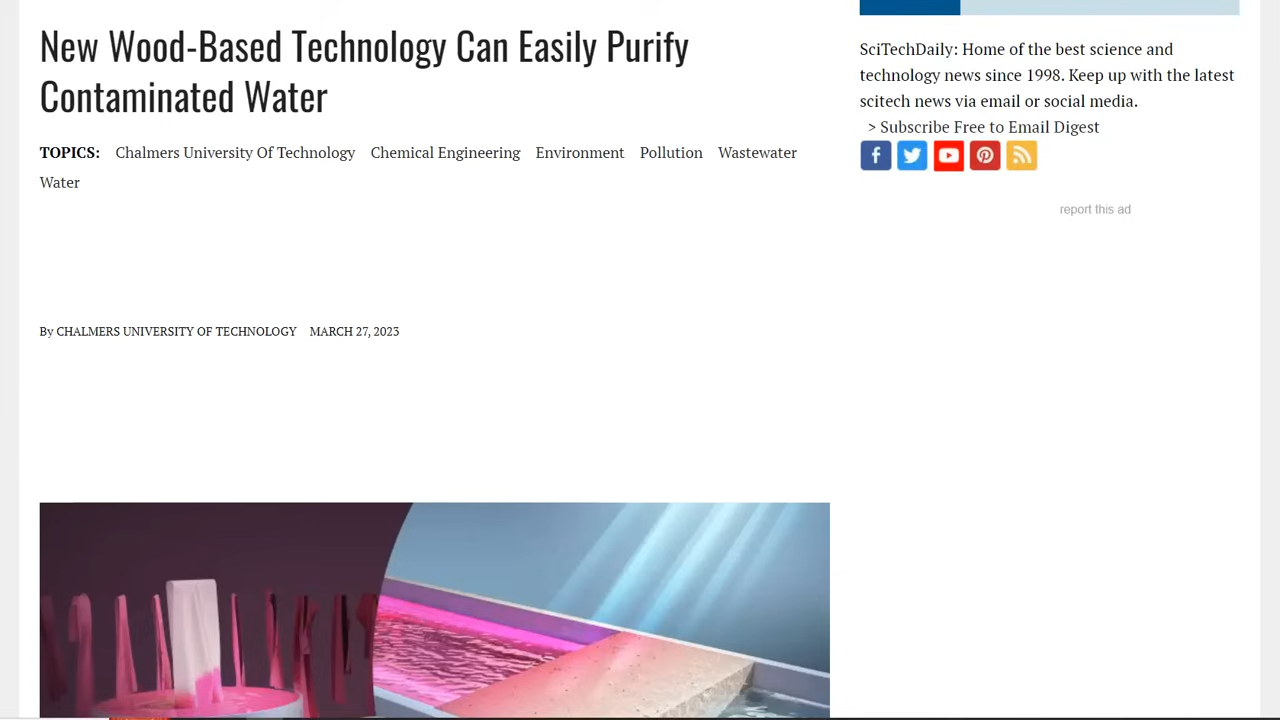 New Wood-Based Technology Can Easily Purify
Contaminated Water
TOPICS: Chalmers University Of Technology Chemical Engineering Environment Pollution Wastewater
Water
By CHALMERS UNIVERSITY OF TECHNOLOGY MARCH 27, 2023
SciTechDaily: Home of the best science and
technology news since 1998. Keep up with the latest
scitech news via email or social media.
> Subscribe Free to Email Digest
report this ad